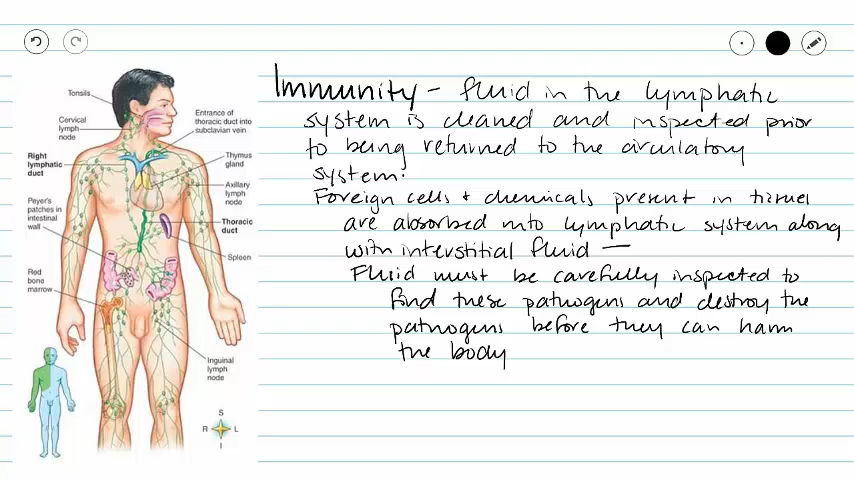 Tonsils
Cervical
lymph
node
Entrance of
thoracic duct into
subclavian vein
Right
lymphatic
duct
Thymus
gland
Axillary
lymph
node
Peyer's
patches in
intestinal
wall
Thoracic
duct
Spleen
Red
bone
marrow
Inguinal
lymph
node
S
R L
I
Immunity - fluid in the lymphatic
system is cleaned and inspected prior
to being returned to the circulatory
system.
Foreign cells + chemicals present in tissues
are absorbed into lymphatic system along
with interstitial fluid —
Fluid must be carefully inspected to
find these pathogens and destroy the
pathogens before they can harm
the body